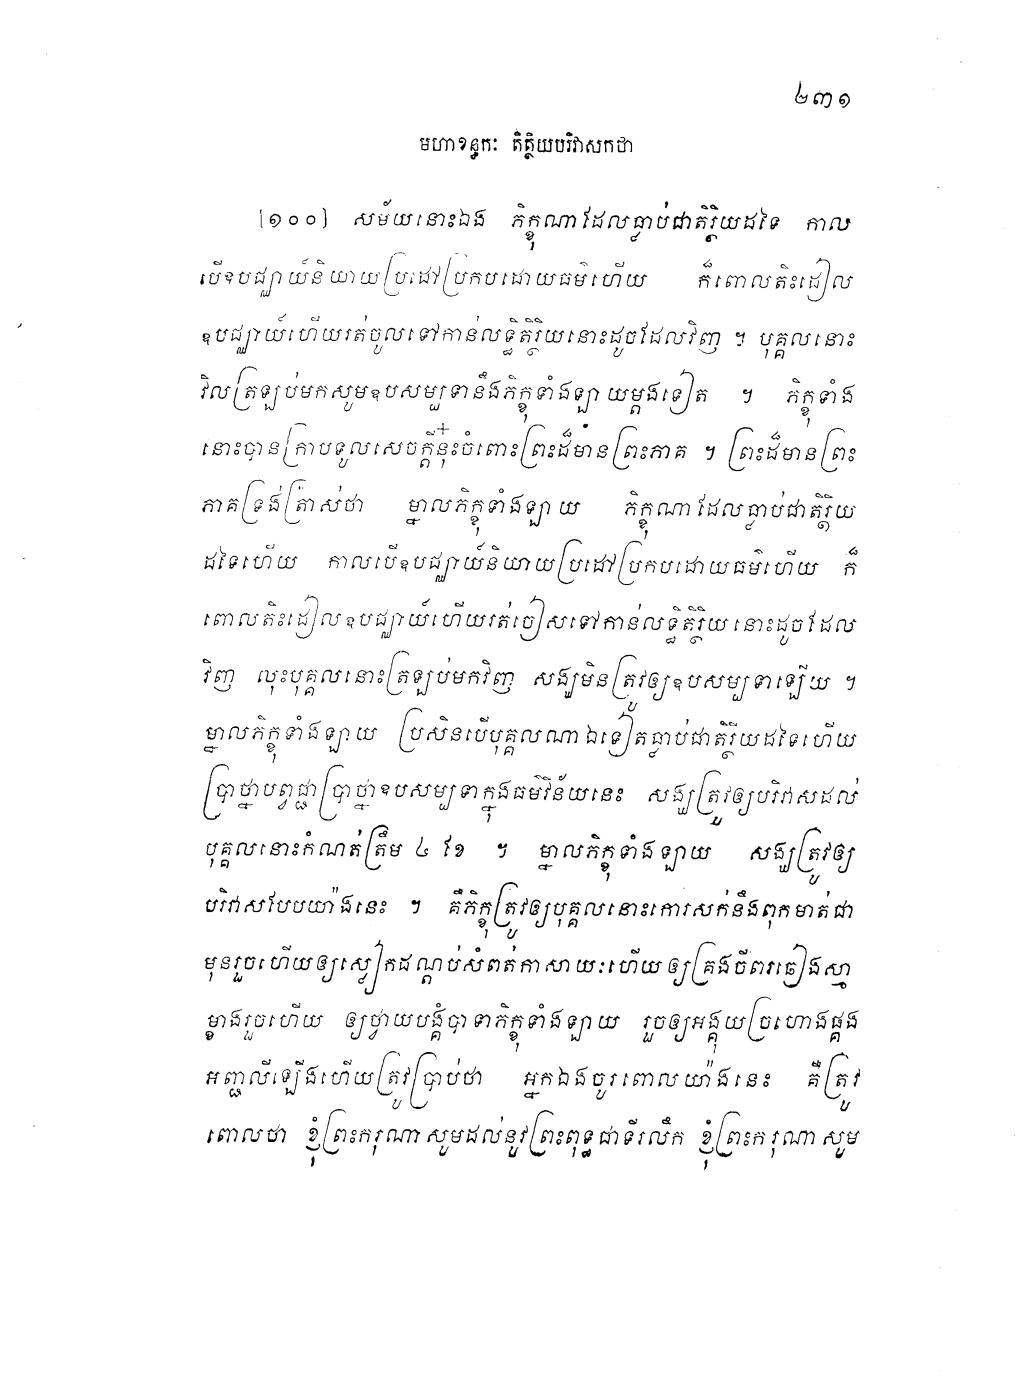 ២៣១
មហាខន្ធកៈ តិត្ថិយបរិវាសកថា
[១០០] សម័យនោះឯង ភិក្ខុណាដែលធ្លាប់ជាតិរ្ថិយដទៃ កាល
បើឧបជ្ឈាយ៍និយាយប្រដៅប្រកបដោយធម៌ហើយ ក៏ពោលតិះដៀល
ឧបជ្ឈាយ៍ហើយរត់ចូលទៅកាន់លទ្ធិតិរ្ថិយនោះដូចដែលវិញ ។ បុគ្គលនោះ
វិលត្រឡប់មកសូមឧបសម្បទានឹងភិក្ខុទាំងឡាយម្តងទៀត ។ ភិក្ខុទាំង
នោះបានក្រាបទូលសេចក្តីនុ៎ះចំពោះព្រះដ៏មានព្រះភាគ ។ ព្រះដ៏មានព្រះ
ភាគទ្រង់ត្រាស់ថា ម្នាលភិក្ខុទាំងឡាយ ភិក្ខុណាដែលធ្លាប់ជាតិរ្ថិយ
ដទៃហើយ កាលបើឧបជ្ឈាយ៍និយាយប្រដៅប្រកបដោយធម៌ហើយ ក៏
ពោលតិះដៀលឧបជ្ឈាយ៍ហើយរត់ចៀសទៅកាន់លទ្ធិតិរ្ថិយនោះដូចដែល
វិញ លុះបុគ្គលនោះត្រឡប់មកវិញ សង្ឃមិនត្រូវឲ្យឧបសម្បទាឡើយ ។
ម្នាលភិក្ខុទាំងឡាយ ប្រសិនបើបុគ្គលណាឯទៀតធ្លាប់ជាតិរ្ថិយដទៃហើយ
ប្រាថ្នាបព្វជ្ជាប្រាថ្នាឧបសម្បទាក្នុងធម៌វិន័យនេះ សង្ឃត្រូវឲ្យបរិវាសដល់
បុគ្គលនោះកំណត់ត្រឹម ៤ ខែ ។ ម្នាលភិក្ខុទាំងឡាយ សង្ឃត្រូវឲ្យ
បរិវាសបែបយ៉ាងនេះ ។ គឺភិក្ខុត្រូវឲ្យបុគ្គលនោះកោរសក់នឹងពុកមាត់ជា
មុនរួចហើយឲ្យស្លៀកដណ្តប់សំពត់កាសាយៈហើយឲ្យគ្រងចីពរឆៀងស្មា
ម្ខាងរួចហើយ ឲ្យថ្វាយបង្គំបាទាភិក្ខុទាំងឡាយ រួចឲ្យអង្គុយច្រហោងផ្គង
អញ្ជលីឡើងហើយត្រូវប្រាប់ថា អ្នកឯងចូរពោលយ៉ាងនេះ គឺត្រូវ
ពោលថា ខ្ញុំព្រះករុណាសូមដល់នូវព្រះពុទ្ធជាទីរលឹក ខ្ញុំព្រះករុណាសូម